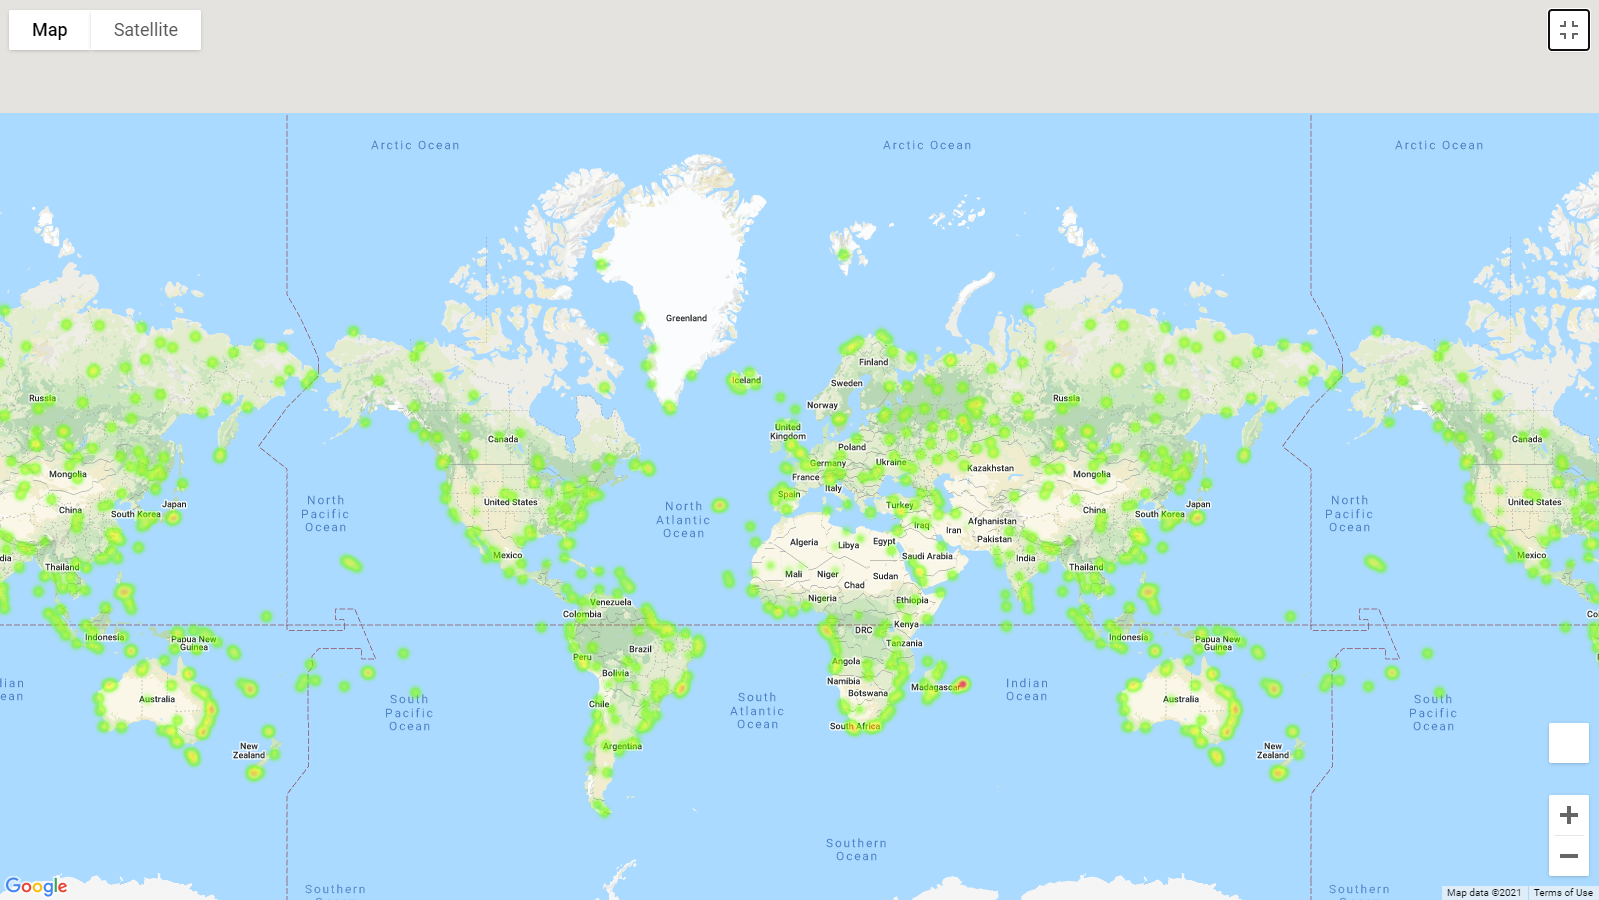 Map
Satellite
Arctic Ocean
Arctic Ocean
Arctic Ocean
Greenland
Iceland
Finland
Sweden
Norway
Russia
Russia
United
Kingdom
Canada
Canada
Poland
Germany
Ukraine
France
Kazakhstan
Mongolia
Mongolia
Italy
Spain
United States
United States
Turkey
China
China
Japan
Japan
South Korea
South Korea
North
Pacific
Ocean
North
Atlantic
Ocean
North
Pacific
Ocean
Iraq
Iran
Afghanistan
Pakistan
Algeria
Libya
Egypt
Saudi Arabia
Mexico
Mexico
India
dia
Thailand
Thailand
Mali
Niger
Chad
Sudan
Nigeria
Ethiopia
Venezuela
Colombia
Co
DRC
Kenya
Indonesia
Indonesia
Papua New
Guinea
Papua New
Guinea
Tanzania
Brazil
Peru
Angola
Bolivia
Namibia
Madagascar
Botswana
dian
ean
Indian
Ocean
Australia
Australia
Chile
South
Pacific
Ocean
South
Atlantic
Ocean
South
Pacific
Ocean
South Africa
Argentina
New
Zealand
New
Zealand
Southern
Ocean
Southern
Southern
Google
Map data ©2021
Terms of Use